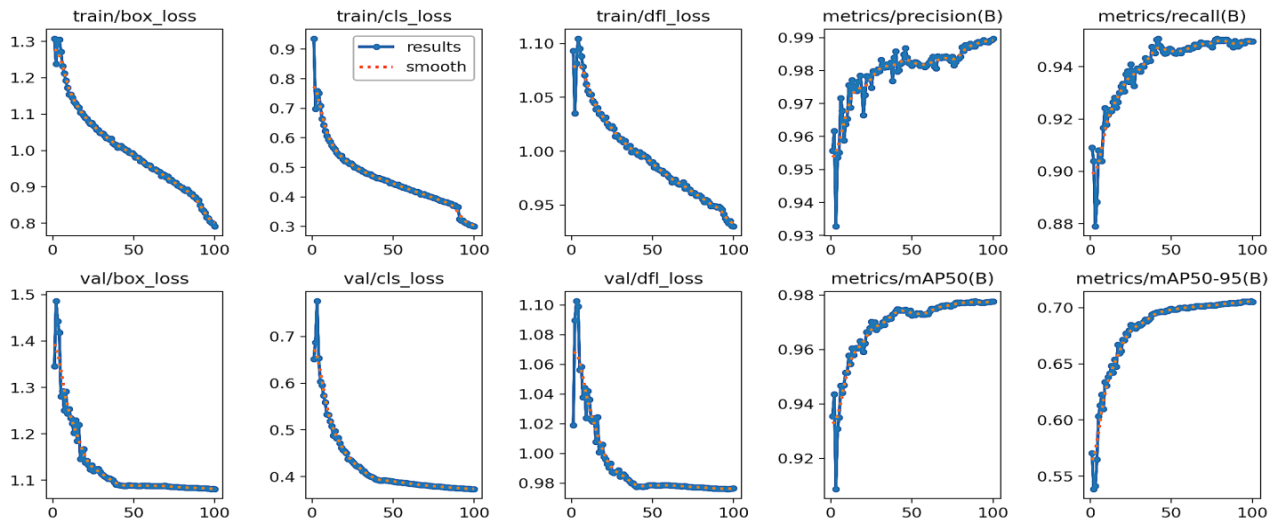 train/box_loss
train/cls_loss
train/dfl_loss
metrics/precision(B)
metrics/recall(B)
1.3
1.2
1.1
1.0
0.9
0.8
0 50 100
0.9
0.8
0.7
0.6
0.5
0.4
0.3
results
smooth
0 50 100
1.10
1.05
1.00
0.95
0 50 100
0.99
0.98
0.97
0.96
0.95
0.94
0.93
0 50 100
0.94
0.92
0.90
0.88
0 50 100
val/box_loss
val/cls_loss
val/dfl_loss
metrics/mAP50(B)
metrics/mAP50-95(B)
1.5
1.4
1.3
1.2
1.1
0 50 100
0.7
0.6
0.5
0.4
0 50 100
1.10
1.08
1.06
1.04
1.02
1.00
0.98
0 50 100
0.98
0.96
0.94
0.92
0 50 100
0.70
0.65
0.60
0.55
0 50 100